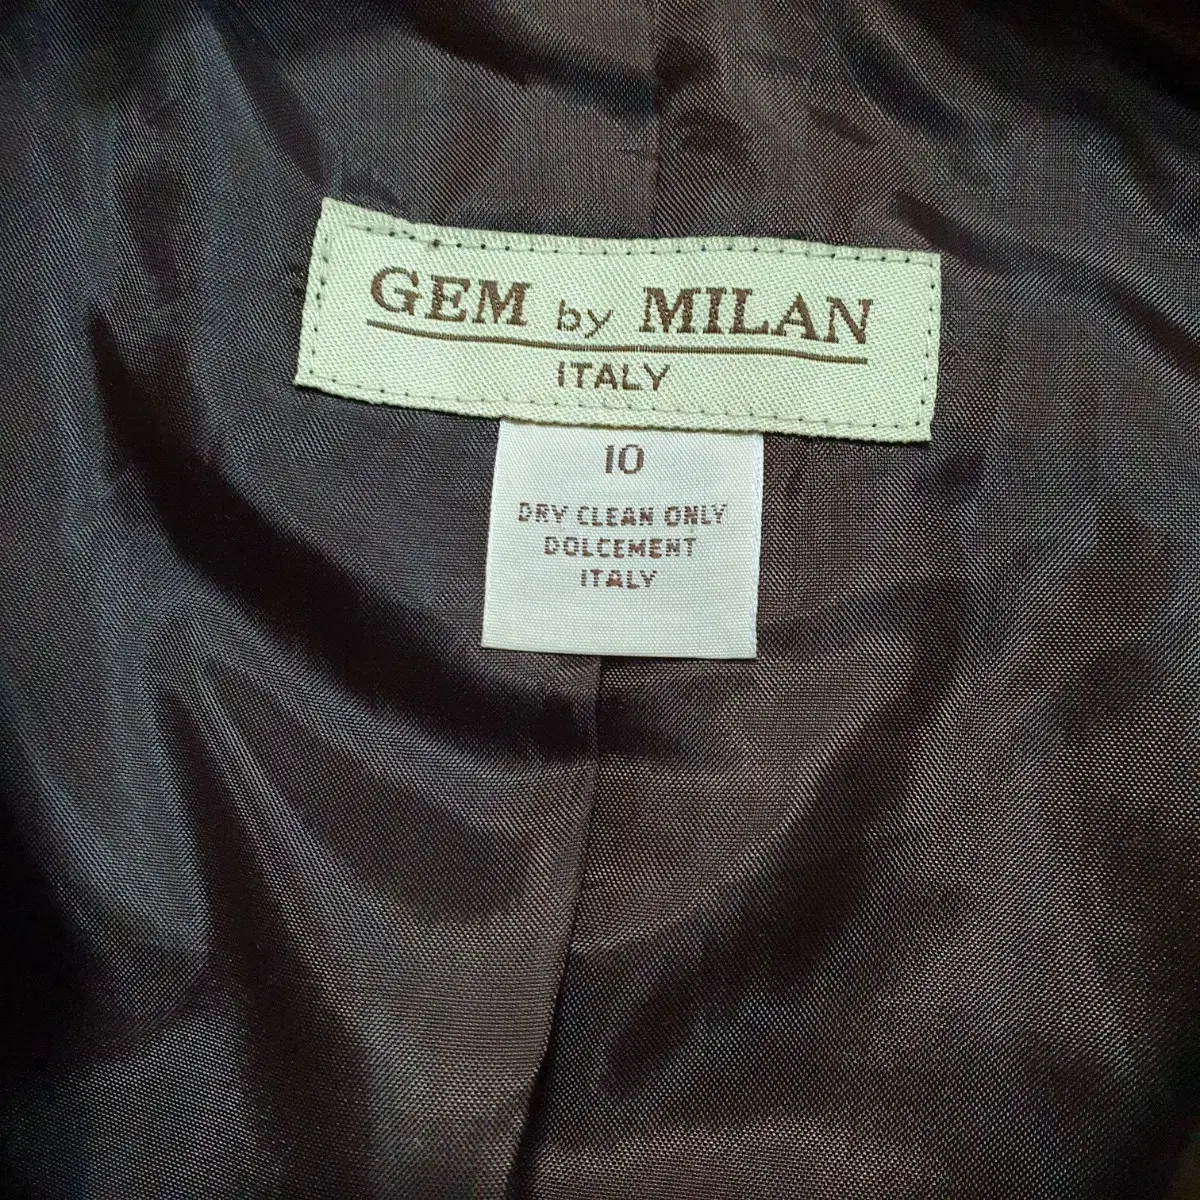 GEM by MILAN
ITALY
10
DRY CLEAN ONLY
DOLCEMENT
ITALY